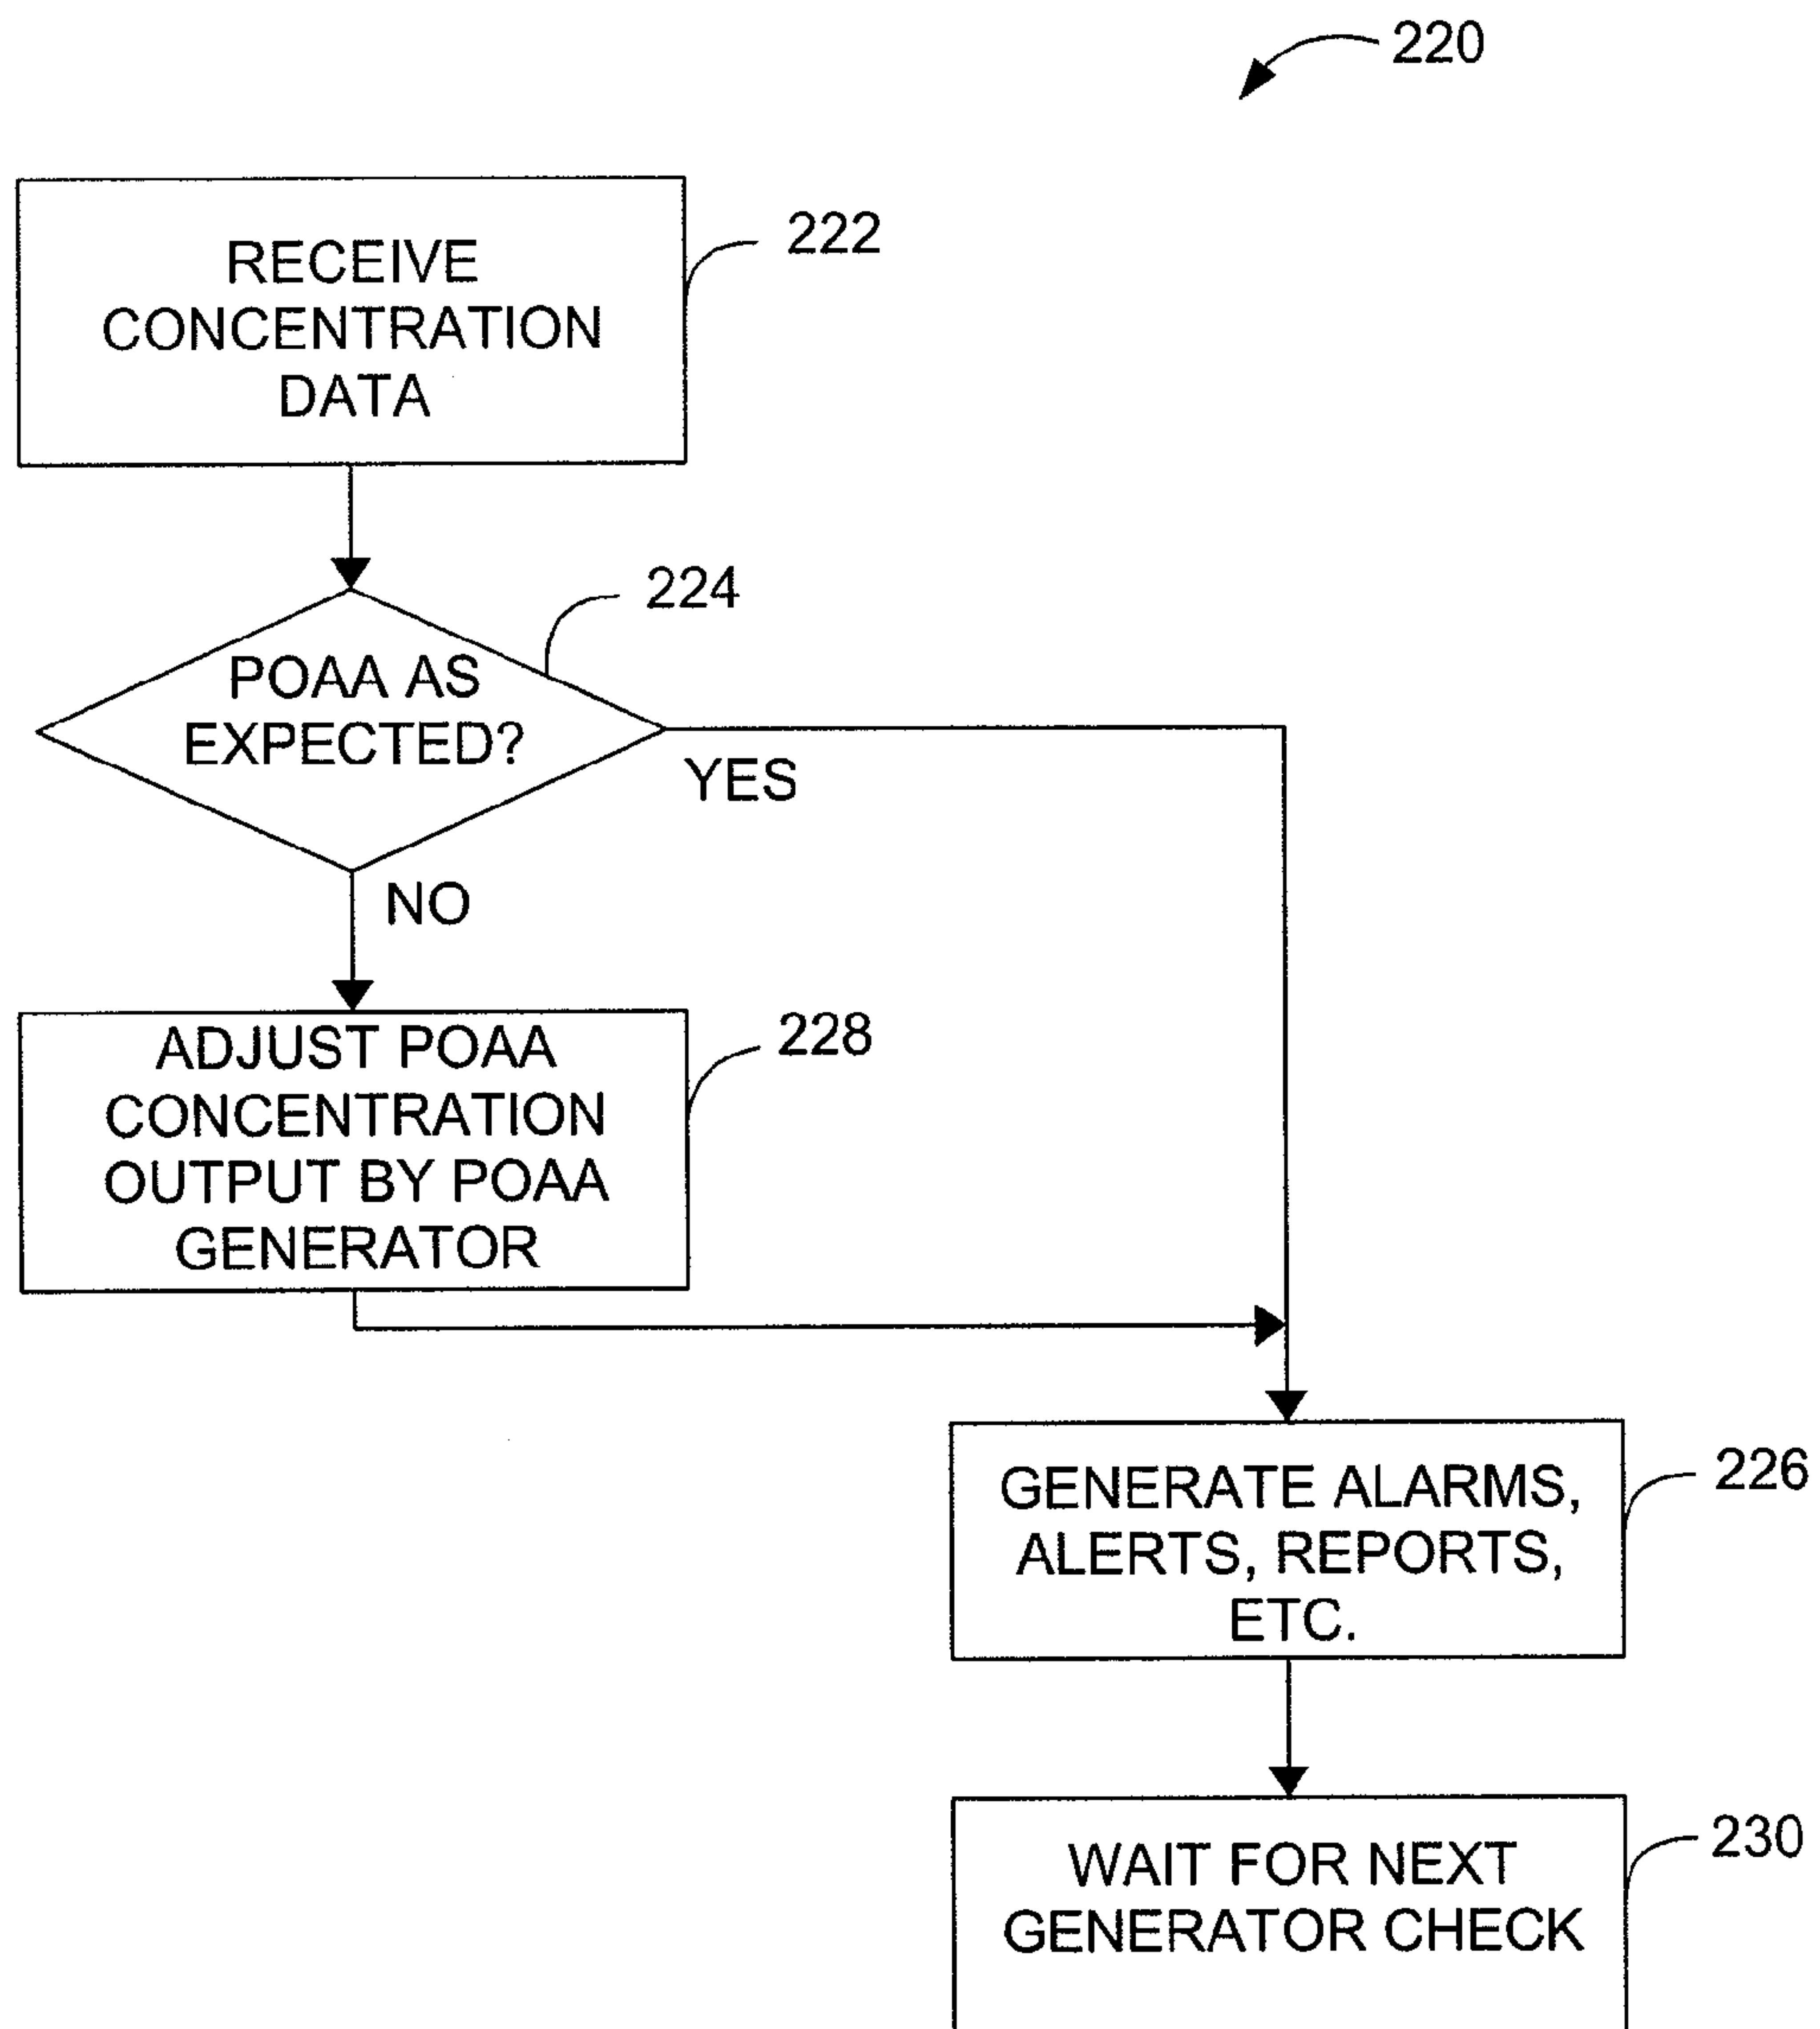 220
RECEIVE
CONCENTRATION
DATA
222
224
POAA AS
EXPECTED?
YES
NO
ADJUST POAA
CONCENTRATION
OUTPUT BY POAA
GENERATOR
228
GENERATE ALARMS,
ALERTS, REPORTS,
ETC.
226
WAIT FOR NEXT
GENERATOR CHECK
230